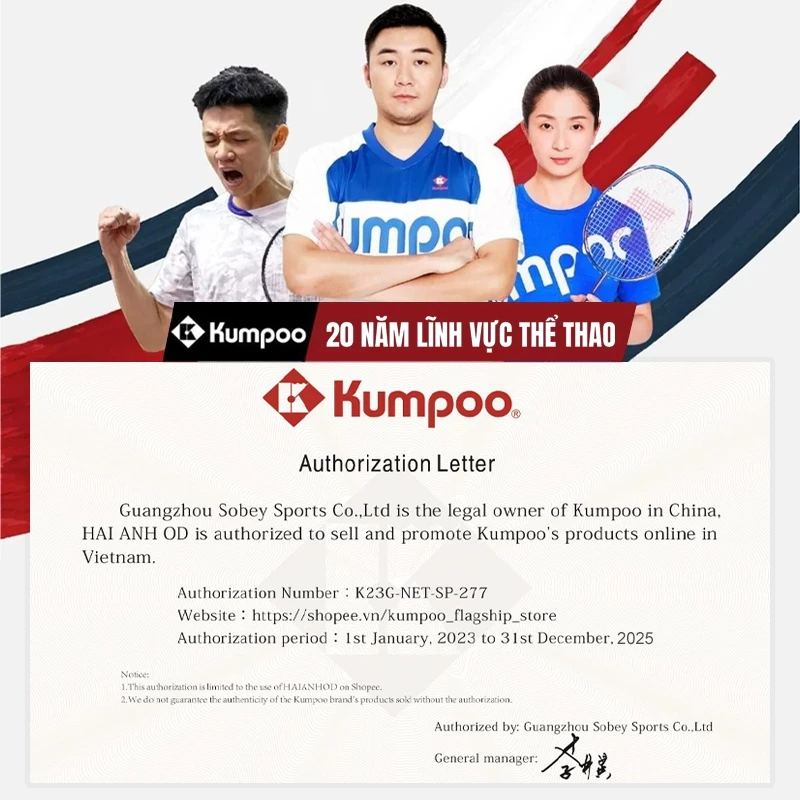 Kumpoo
umpoo
umpoo
Kumpoo 20 NĂM LĨNH VỰC THỂ THAO
Kumpoo®
Authorization Letter
Guangzhou Sobey Sports Co.,Ltd is the legal owner of Kumpoo in China,
HAI ANH OD is authorized to sell and promote Kumpoo's products online in
Vietnam.
Authorization Number : K23G-NET-SP-277
Website : https://shopee.vn/kumpoo_flagship_store
Authorization period : 1st January, 2023 to 31st December, 2025
Notice:
1.This authorization is limited to the use of HAIANHOD on Shopee.
2.We do not guarantee the authenticity of the Kumpoo brand's products sold without the authorization.
Authorized by: Guangzhou Sobey Sports Co.,Ltd
General manager: